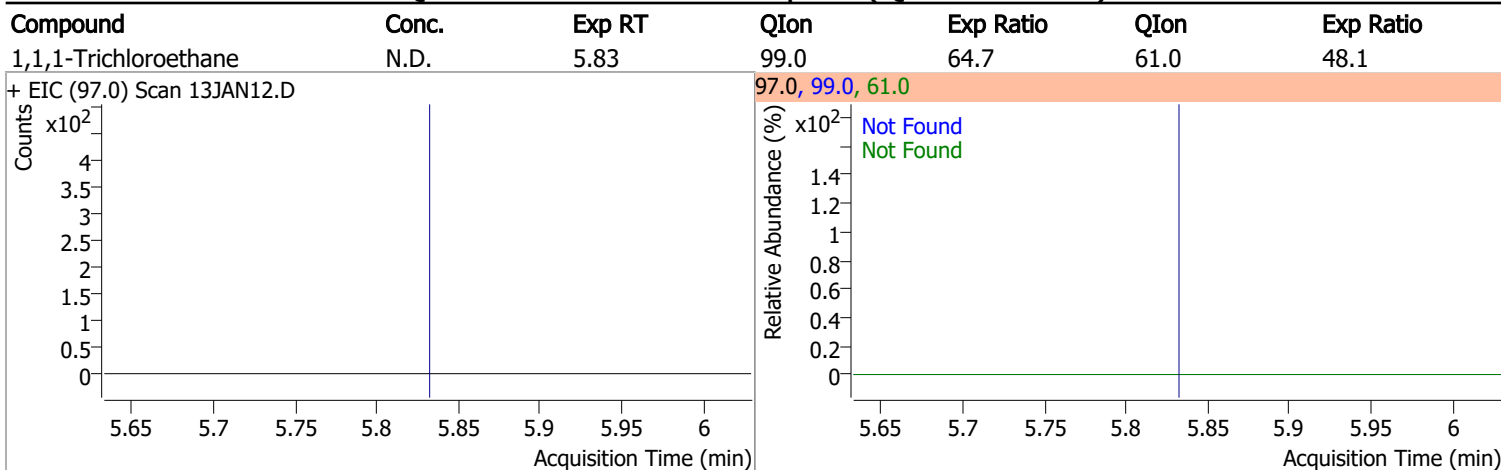 Compound Conc. Exp RT QIon Exp Ratio QIon Exp Ratio
1,1,1-Trichloroethane N.D. 5.83 99.0 64.7 61.0 48.1
+ EIC (97.0) Scan 13JAN12.D
Counts
x10²
4
3.5
3
2.5
2
1.5
1
0.5
0
5.65 5.7 5.75 5.8 5.85 5.9 5.95 6
Acquisition Time (min)
97.0, 99.0, 61.0
Relative Abundance (%)
x10²
Not Found
Not Found
1.4
1.2
1
0.8
0.6
0.4
0.2
0
5.65 5.7 5.75 5.8 5.85 5.9 5.95 6
Acquisition Time (min)